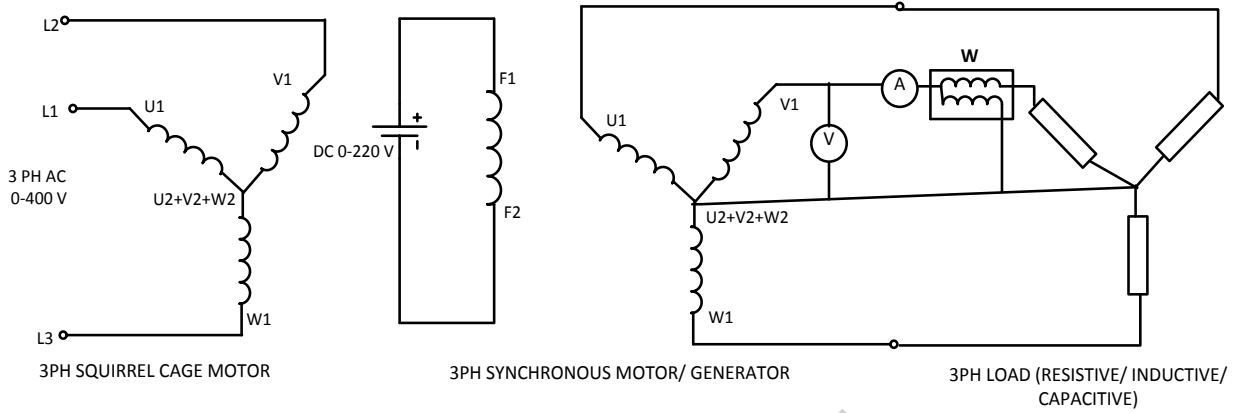 L2
V1
L1
U1
3 PH AC
0-400 V
U2+V2+W2
W1
L3
3PH SQUIRREL CAGE MOTOR
F1
+
DC 0-220 V
F2
W
A
V1
U1
V
U2+V2+W2
W1
3PH SYNCHRONOUS MOTOR/ GENERATOR
3PH LOAD (RESISTIVE/ INDUCTIVE/
CAPACITIVE)